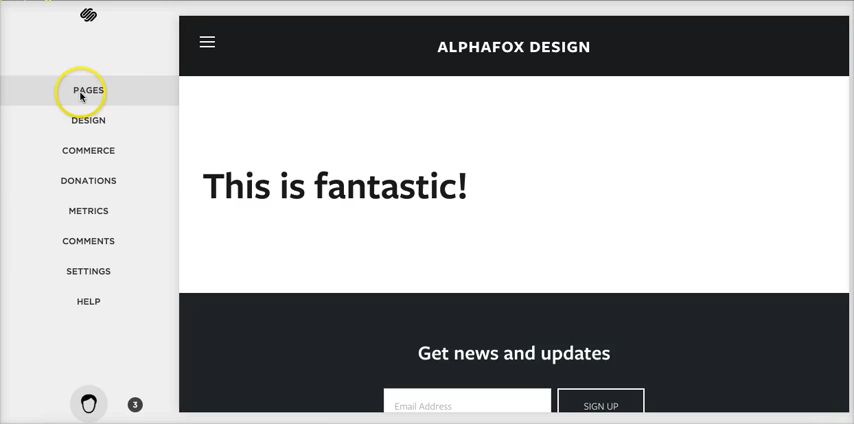 PAGES
DESIGN
COMMERCE
DONATIONS
METRICS
COMMENTS
SETTINGS
HELP
3
ALPHAFOX DESIGN
This is fantastic!
Get news and updates
Email Address
SIGN UP